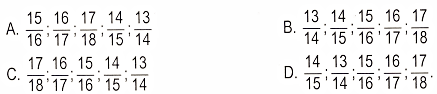 A. 15/16; 16/17; 17/18; 14/15; 13/14
B. 13/14; 14/15; 15/16; 16/17; 17/18
C. 17/18; 16/17; 15/16; 14/15; 13/14
D. 14/15; 13/14; 15/16; 16/17; 17/18.